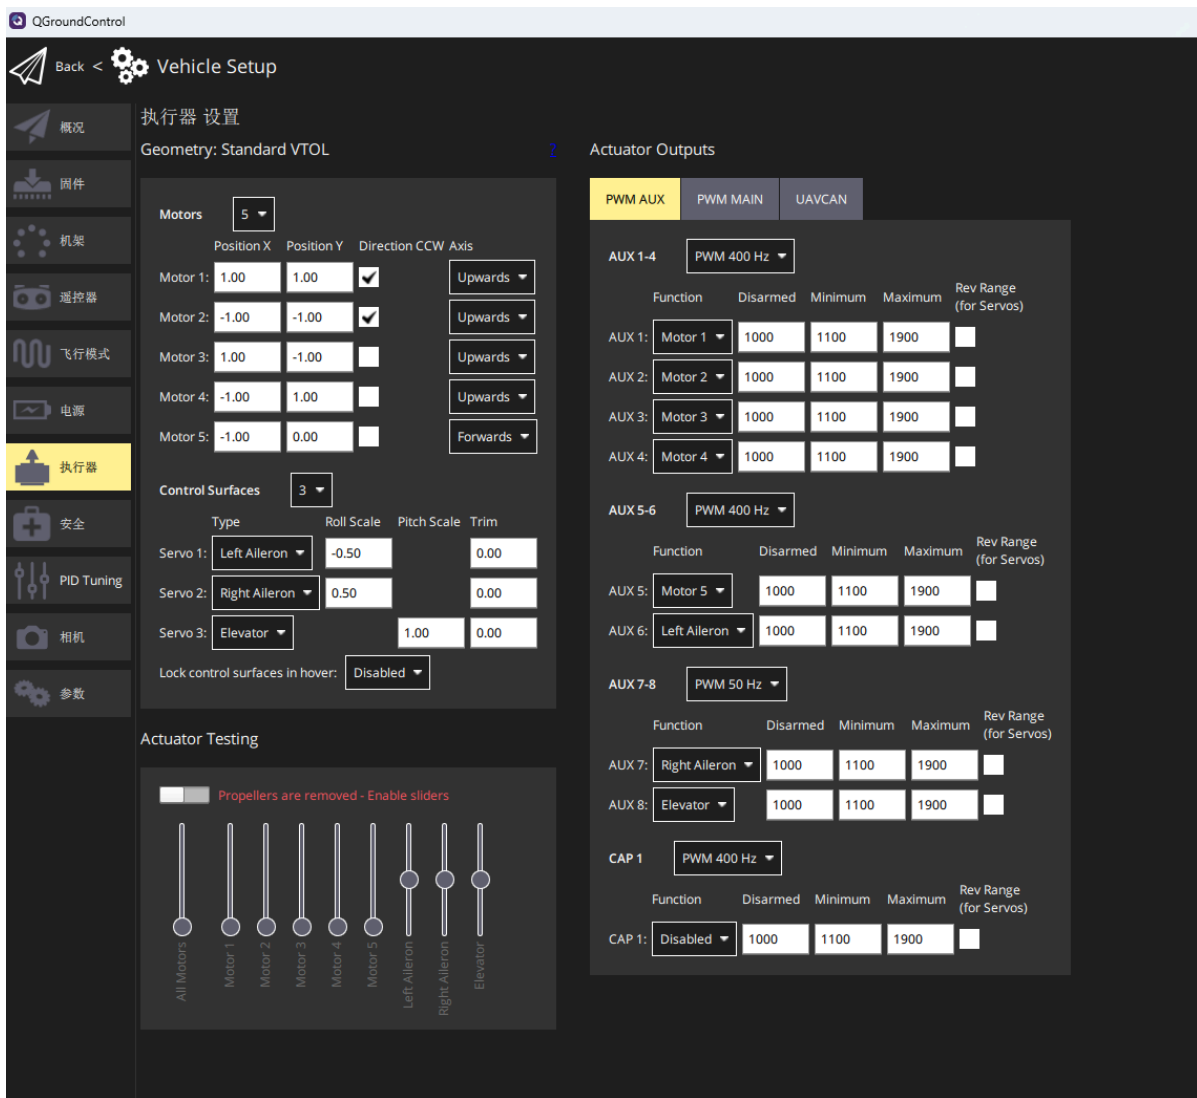 QGroundControl
Back < Vehicle Setup
概况
固件
机架
遥控器
飞行模式
电源
执行器
安全
PID Tuning
相机
参数
执行器 设置
Geometry: Standard VTOL ?
Motors 5
Position X Position Y Direction CCW Axis
Motor 1: 1.00 1.00 Upwards
Motor 2: -1.00 -1.00 Upwards
Motor 3: 1.00 -1.00 Upwards
Motor 4: -1.00 1.00 Upwards
Motor 5: -1.00 0.00 Forwards
Control Surfaces 3
Type Roll Scale Pitch Scale Trim
Servo 1: Left Aileron -0.50 0.00
Servo 2: Right Aileron 0.50 0.00
Servo 3: Elevator 1.00 0.00
Lock control surfaces in hover: Disabled
Actuator Testing
Propellers are removed - Enable sliders
All Motors
Motor 1
Motor 2
Motor 3
Motor 4
Motor 5
Left Aileron
Right Aileron
Elevator
Actuator Outputs
PWM AUX PWM MAIN UAVCAN
AUX 1-4 PWM 400 Hz
Function Disarmed Minimum Maximum Rev Range
(for Servos)
AUX 1: Motor 1 1000 1100 1900
AUX 2: Motor 2 1000 1100 1900
AUX 3: Motor 3 1000 1100 1900
AUX 4: Motor 4 1000 1100 1900
AUX 5-6 PWM 400 Hz
Function Disarmed Minimum Maximum Rev Range
(for Servos)
AUX 5: Motor 5 1000 1100 1900
AUX 6: Left Aileron 1000 1100 1900
AUX 7-8 PWM 50 Hz
Function Disarmed Minimum Maximum Rev Range
(for Servos)
AUX 7: Right Aileron 1000 1100 1900
AUX 8: Elevator 1000 1100 1900
CAP 1 PWM 400 Hz
Function Disarmed Minimum Maximum Rev Range
(for Servos)
CAP 1: Disabled 1000 1100 1900